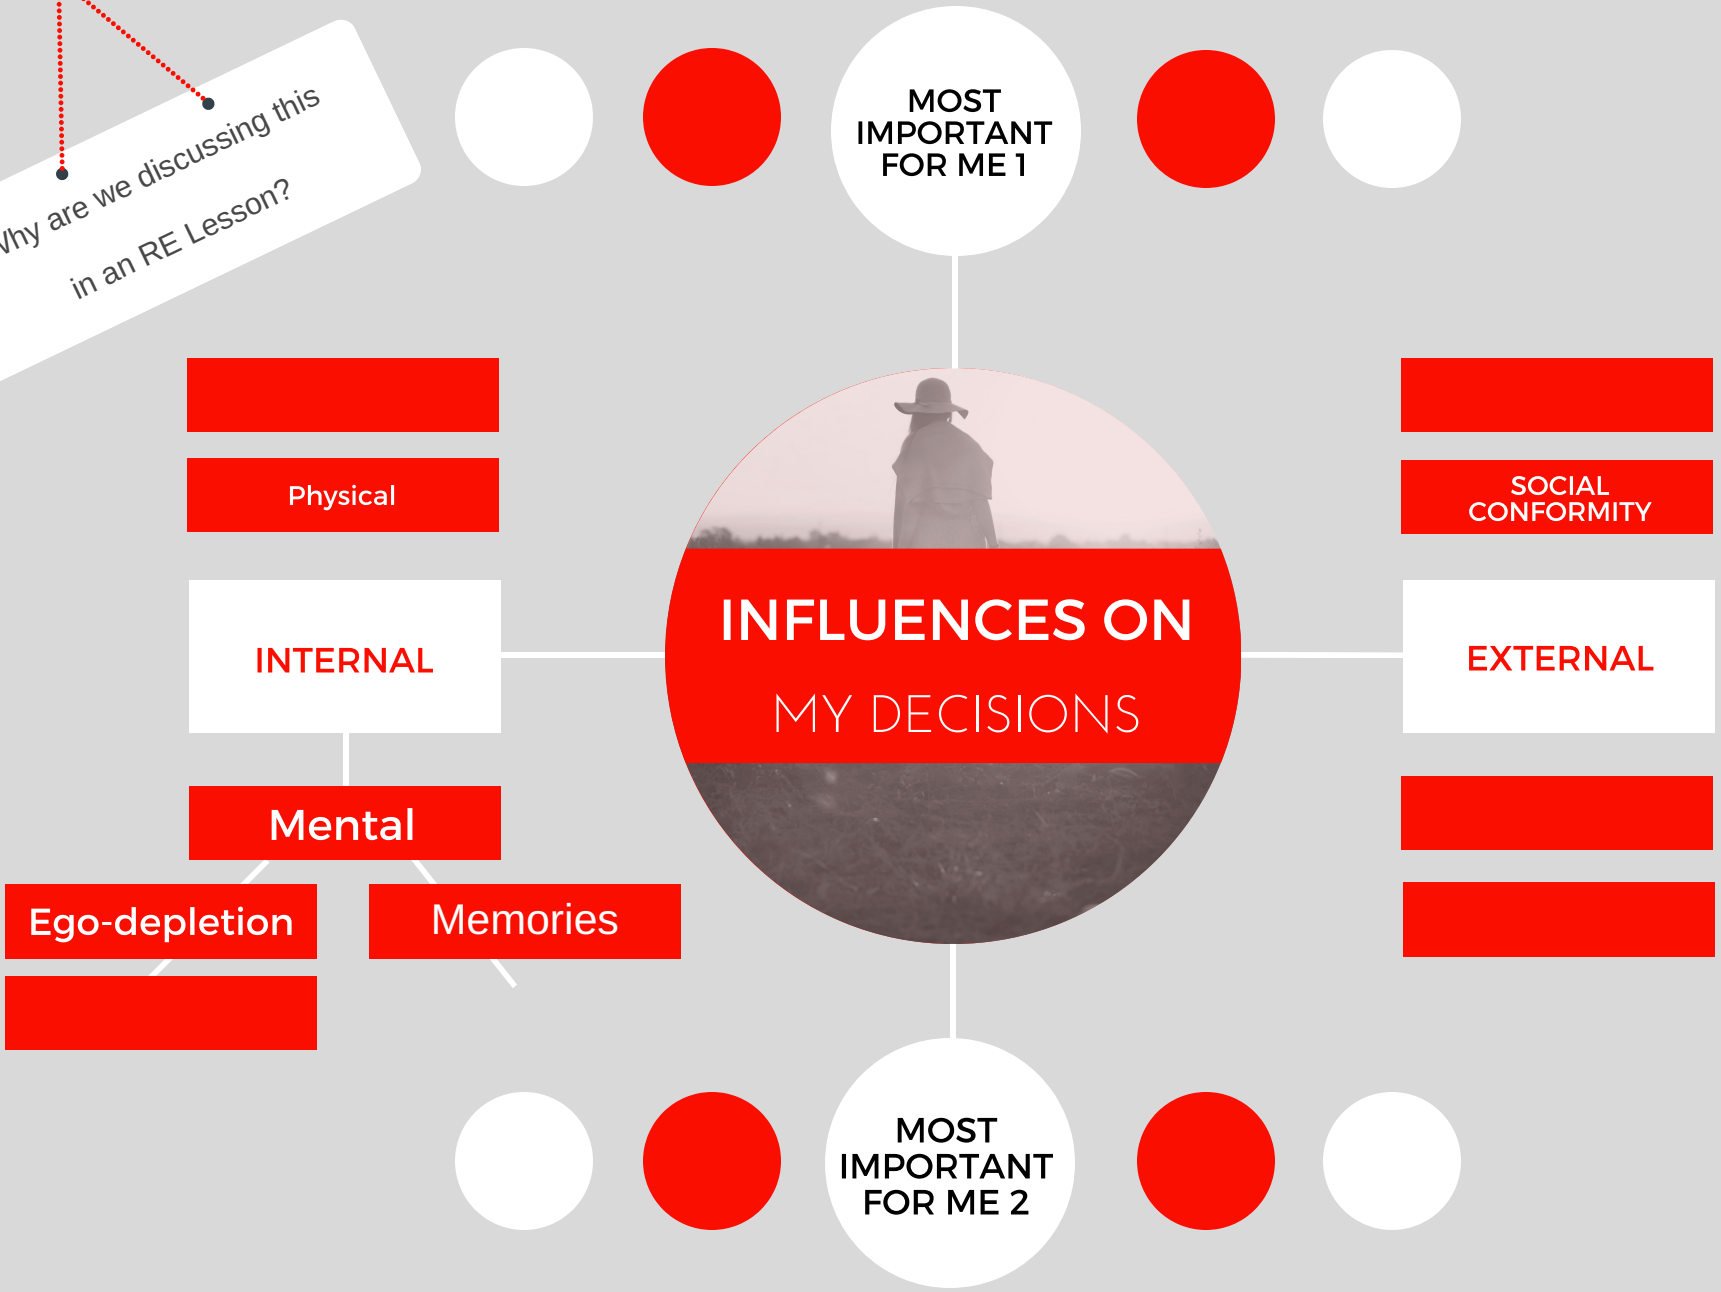 Why are we discussing this
in an RE Lesson?
MOST
IMPORTANT
FOR ME 1
Physical
SOCIAL
CONFORMITY
INFLUENCES ON
MY DECISIONS
INTERNAL
EXTERNAL
Mental
Ego-depletion
Memories
MOST
IMPORTANT
FOR ME 2